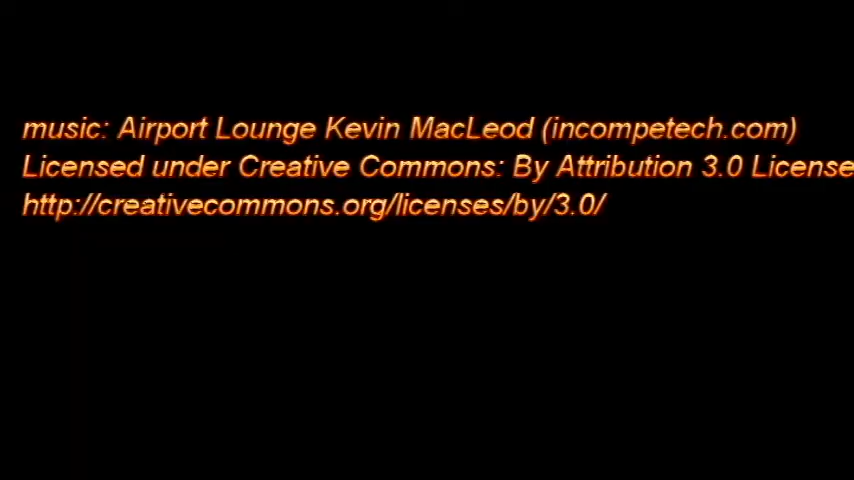 music: Airport Lounge Kevin MacLeod (incompetech.com)
Licensed under Creative Commons: By Attribution 3.0 License
http://creativecommons.org/licenses/by/3.0/